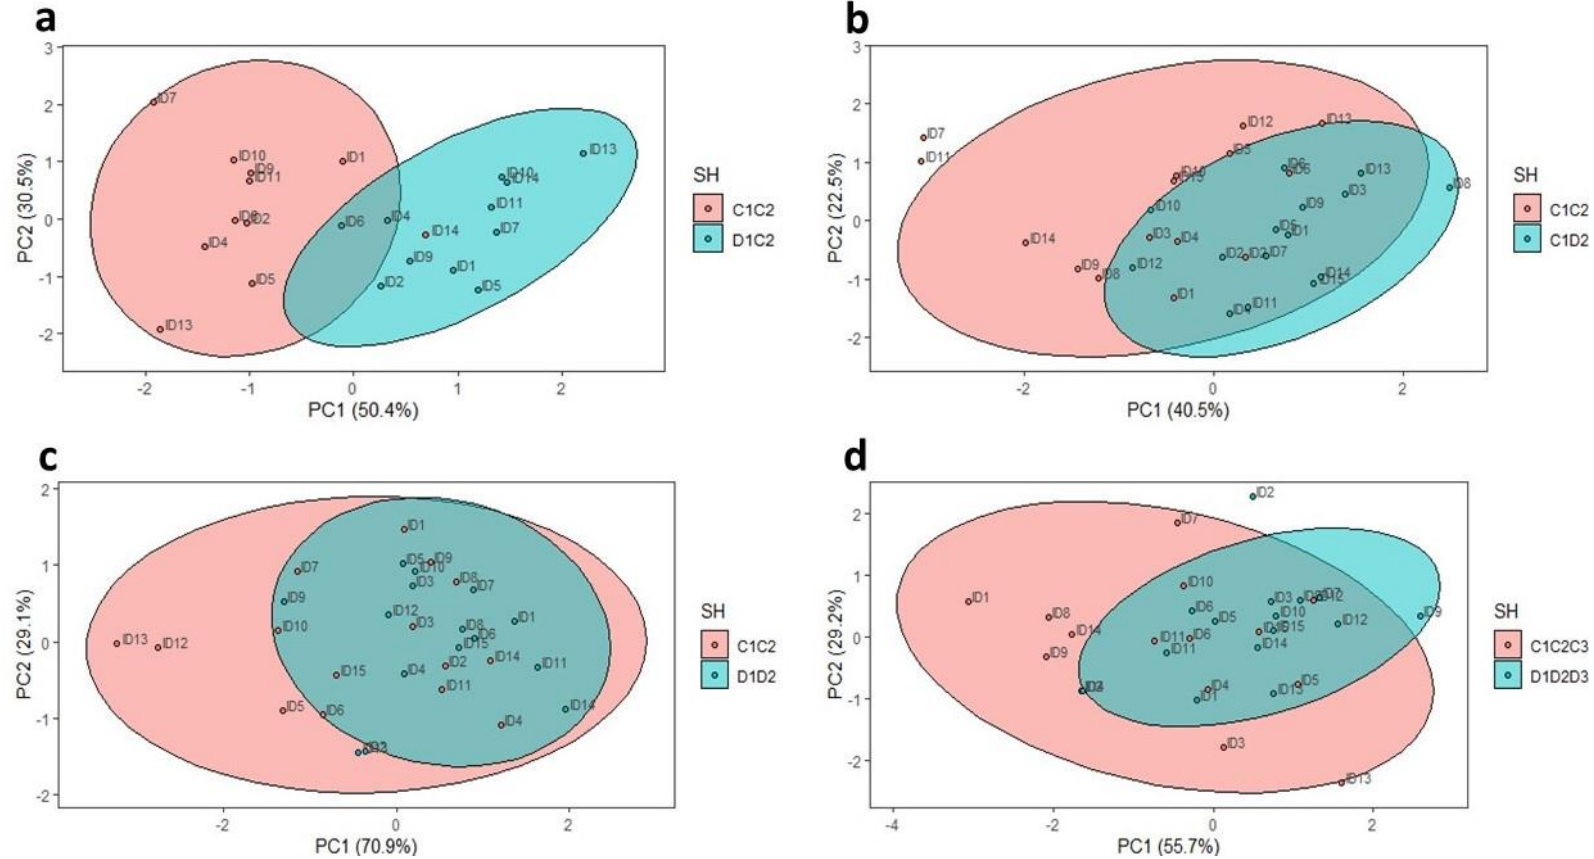 a
3
2
1
0
-1
-2
PC2 (30.5%)
ID7
ID10
ID9
ID11
ID1
ID2
ID4
ID5
ID13
ID6
ID4
ID14
ID9
ID2
ID1
ID5
ID7
ID11
ID10
ID14
ID13
-2 -1 0 1 2
PC1 (50.4%)
SH
C1C2
D1C2
b
3
2
1
0
-1
-2
PC2 (22.5%)
ID7
ID11
ID12
ID13
ID14
ID9
ID8
ID3
ID4
ID1
ID10
ID12
ID6
ID13
ID3
ID9
ID5
ID1
ID2
ID7
ID14
ID15
ID11
ID8
-2 0 2
PC1 (40.5%)
SH
C1C2
C1D2
c
2
1
0
-1
-2
PC2 (29.1%)
ID1
ID5
ID9
ID10
ID3
ID8
ID7
ID7
ID9
ID10
ID12
ID3
ID1
ID8
ID6
ID15
ID13
ID12
ID15
ID4
ID2
ID14
ID11
ID11
ID5
ID6
ID14
ID4
-2 0 2
PC1 (70.9%)
SH
C1C2
D1D2
d
2
1
0
-1
-2
PC2 (29.2%)
ID2
ID7
ID10
ID1
ID8
ID14
ID9
ID6
ID5
ID3
ID10
ID15
ID12
ID9
ID11
ID6
ID11
ID14
ID4
ID1
ID5
ID3
ID13
-4 -2 0 2
PC1 (55.7%)
SH
C1C2C3
D1D2D3